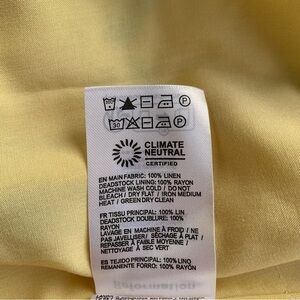 30
CLIMATE
NEUTRAL
CERTIFIED
EN MAIN FABRIC: 100% LINEN
DEADSTOCK LINING: 100% RAYON
MACHINE WASH COLD / DO NOT
BLEACH / DRY FLAT / IRON MEDIUM
HEAT / GREEN DRY CLEAN
FR TISSU PRINCIPAL: 100% LIN
DEADSTOCK DOUBLURE: 100%
RAYON
LAVAGE EN MACHINE À FROID / NE
PAS JAVELLISER/ SÉCHAGE À PLAT /
REPASSER À FAIBLE MOYENNE /
NETTOYAGE À SEC VERT
ES TEJIDO PRINCIPAL: 100% LINO
REMANENTE FORRO: 100% RAYÓN